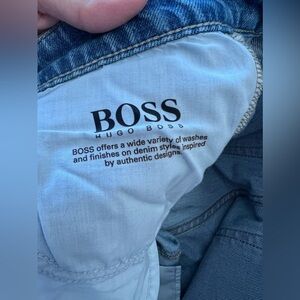 BOSS
HUGO BOSS
BOSS offers a wide variety of washes
and finishes on denim styles inspired
by authentic designs.